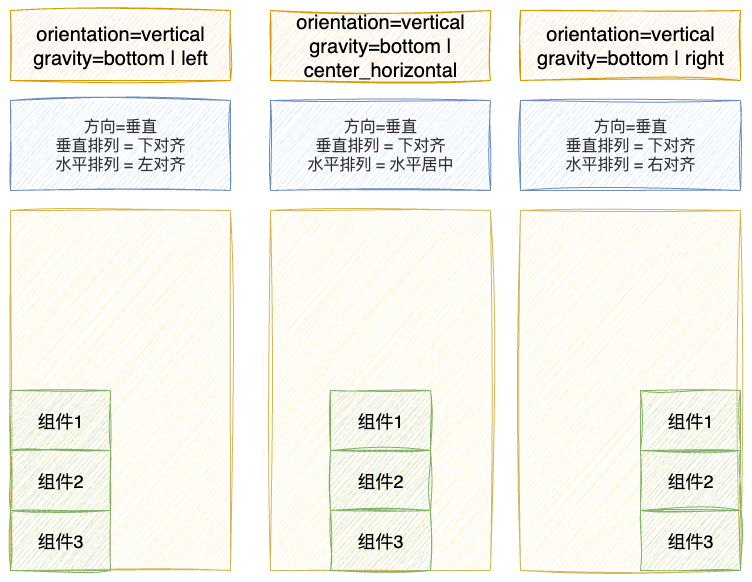 orientation=vertical
gravity=bottom | left
orientation=vertical
gravity=bottom |
center_horizontal
orientation=vertical
gravity=bottom | right
方向=垂直
垂直排列 = 下对齐
水平排列 = 左对齐
方向=垂直
垂直排列 = 下对齐
水平排列 = 水平居中
方向=垂直
垂直排列 = 下对齐
水平排列 = 右对齐
组件1
组件2
组件3
组件1
组件2
组件3
组件1
组件2
组件3